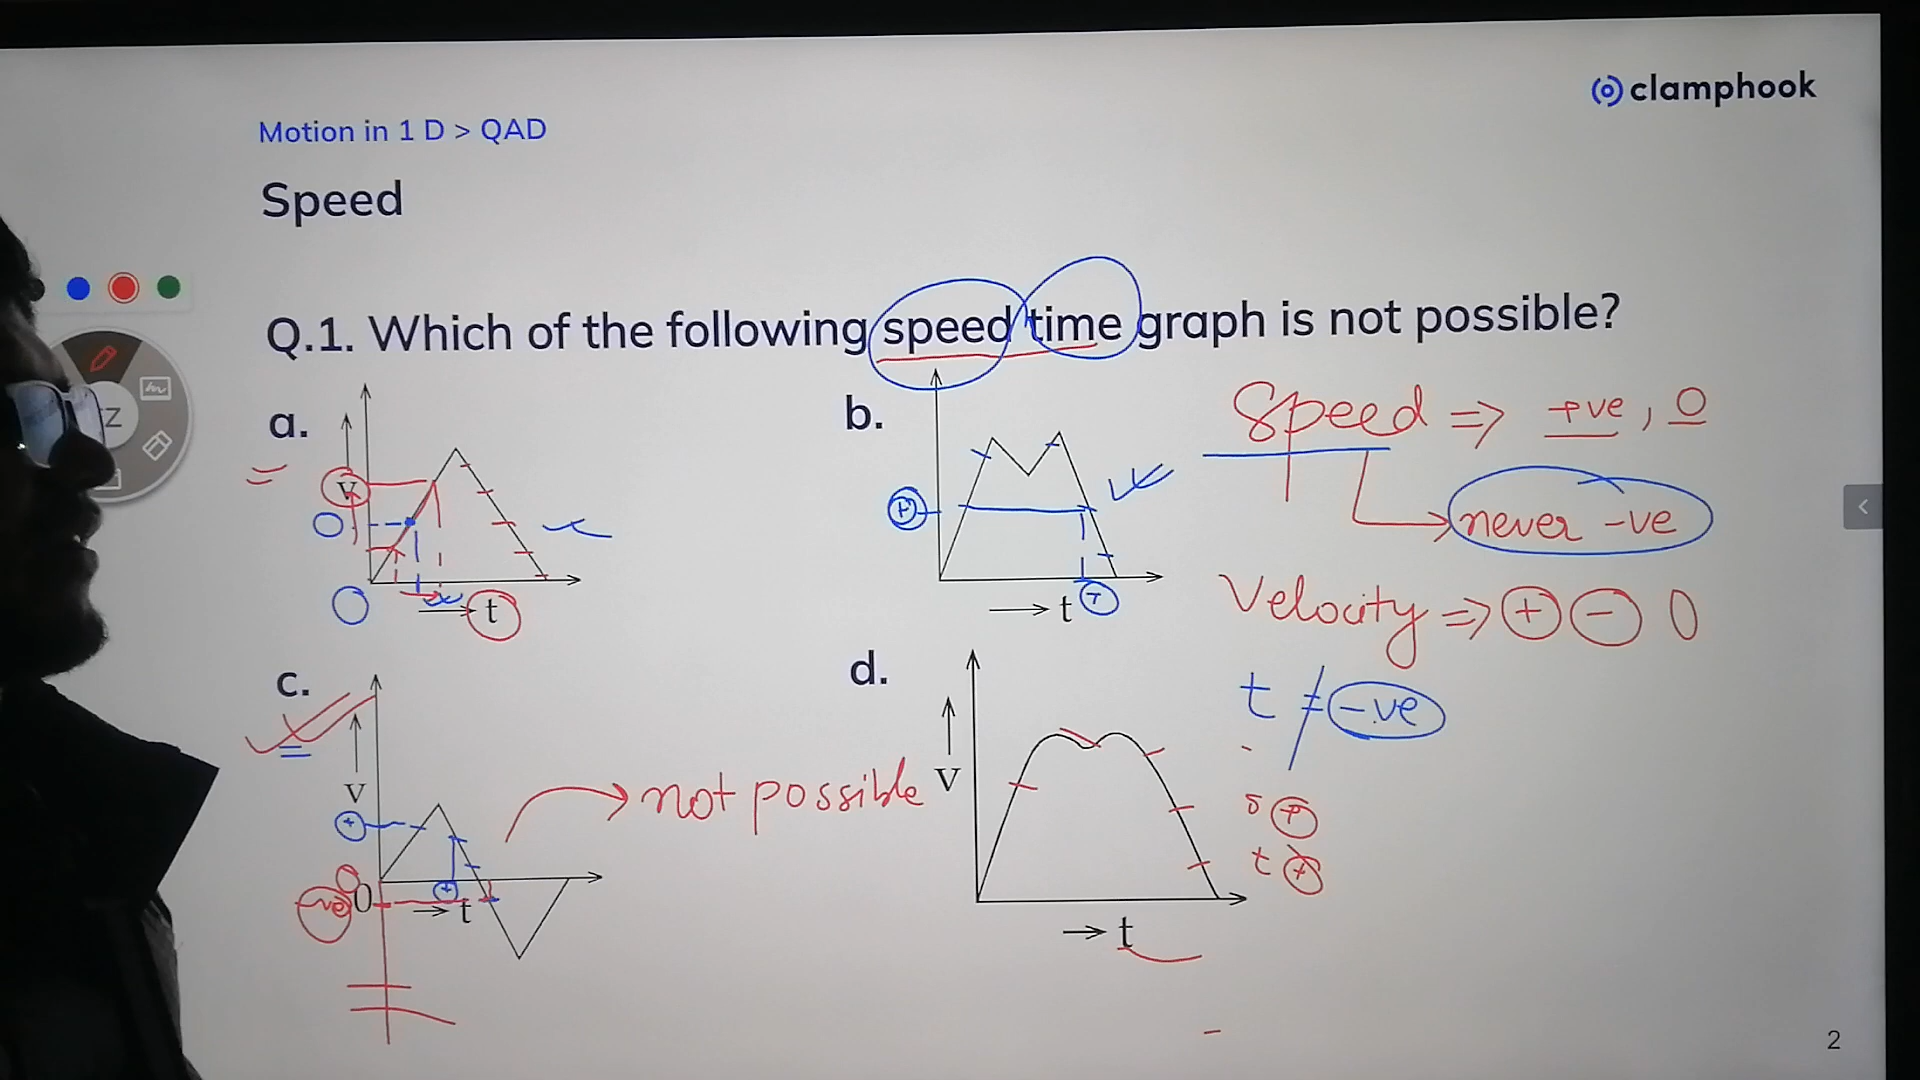 clamphook
Motion in 1 D > QAD
Speed
Q.1. Which of the following speed time graph is not possible?
a.
V
t
b.
t
Speed ⇒ +ve, 0
never -ve
Velocity ⇒ + - 0
t ≠ -ve
c.
V
+
+
-ve
0
t
not possible
d.
V
t
s +
t +
2